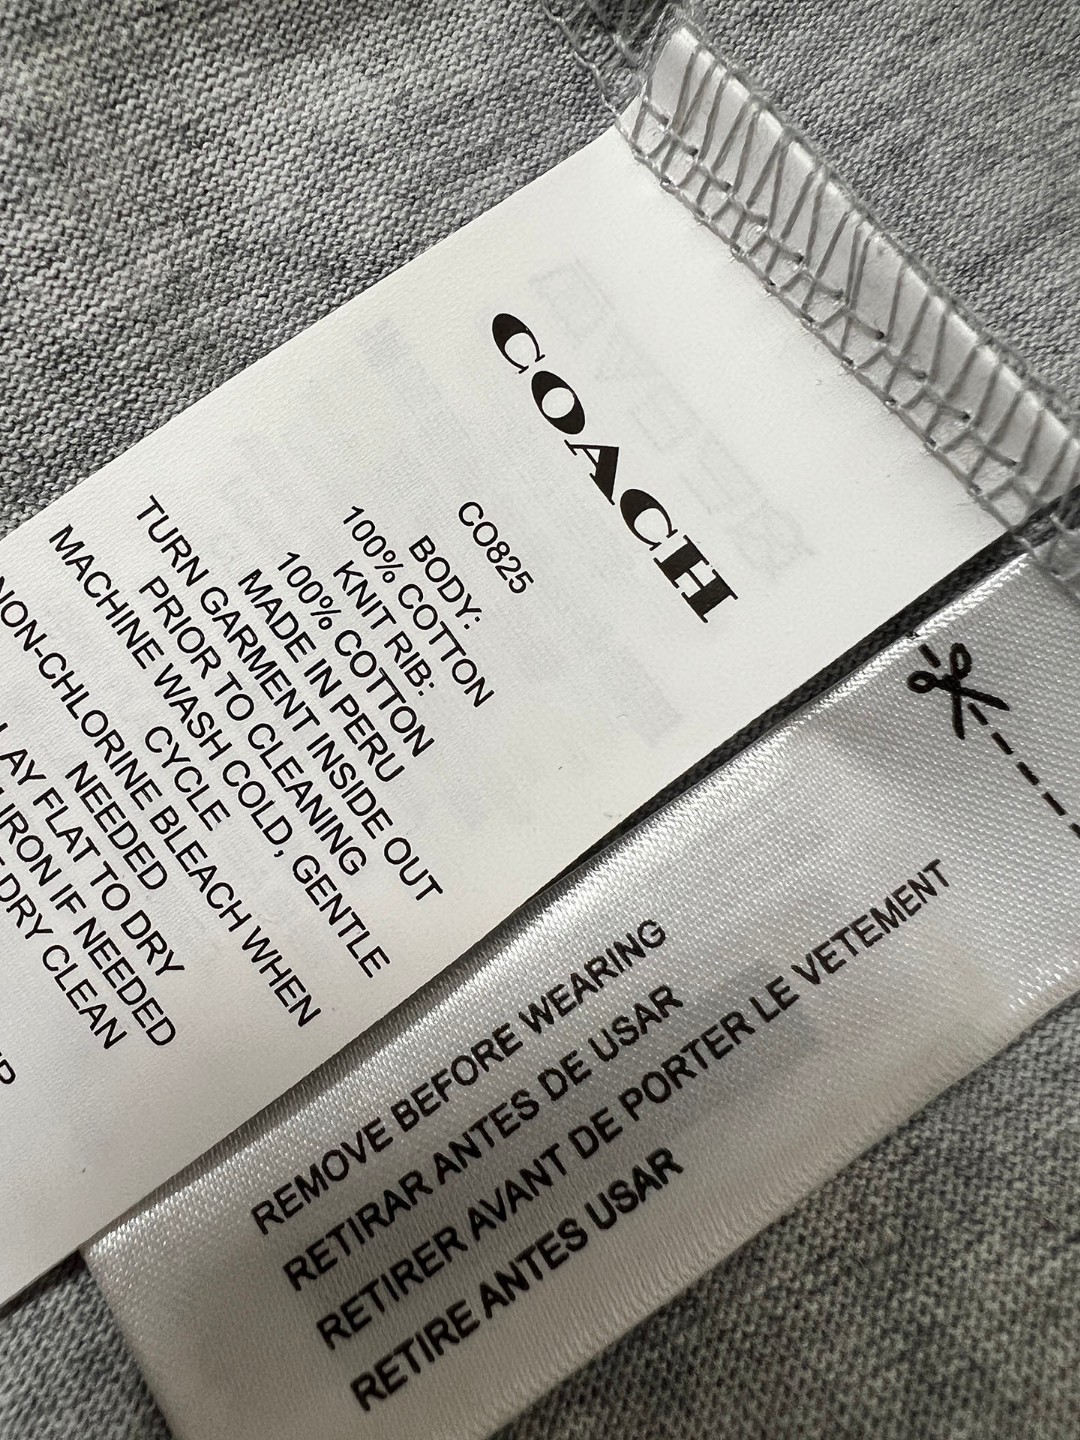 COACH
CO825
BODY:
100% COTTON
KNIT RIB:
100% COTTON
MADE IN PERU
TURN GARMENT INSIDE OUT
PRIOR TO CLEANING
MACHINE WASH COLD, GENTLE
CYCLE
NON-CHLORINE BLEACH WHEN
NEEDED
LAY FLAT TO DRY
IRON IF NEEDED
DRY CLEAN
REMOVE BEFORE WEARING
RETIRAR ANTES DE USAR
RETIRER AVANT DE PORTER LE VETEMENT
RETIRE ANTES USAR